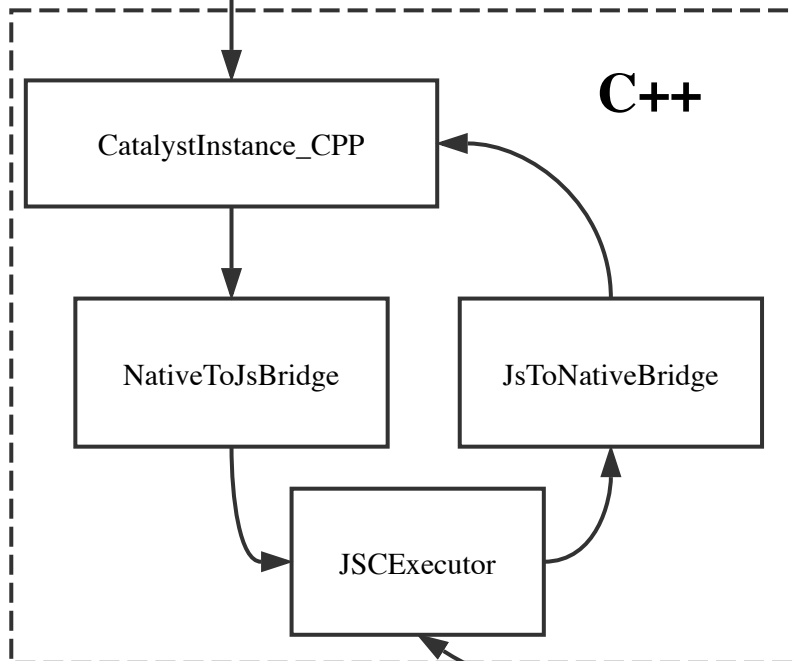 C++
CatalystInstance_CPP
NativeToJsBridge
JsToNativeBridge
JSCExecutor